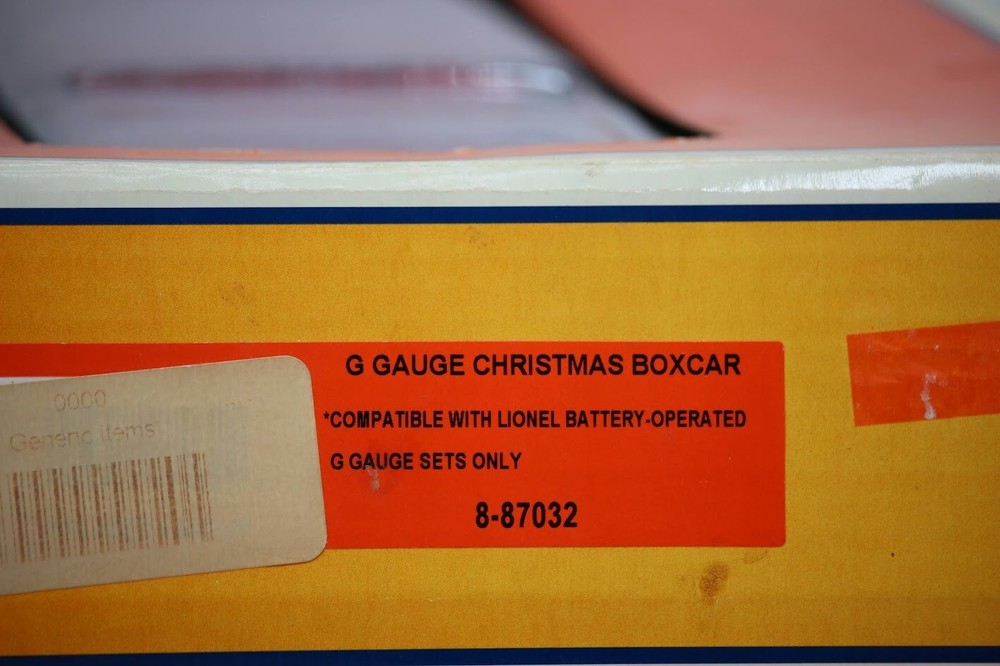 G GAUGE CHRISTMAS BOXCAR
*COMPATIBLE WITH LIONEL BATTERY-OPERATED
G GAUGE SETS ONLY
8-87032
0000
Generic Items